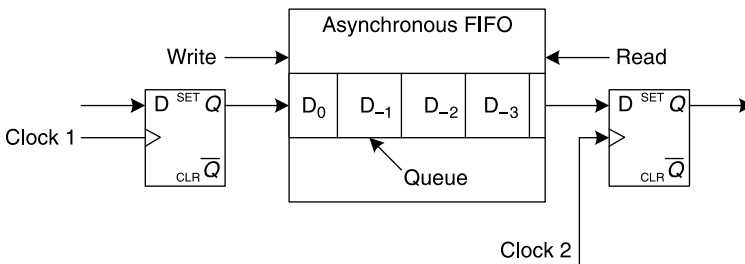 Asynchronous FIFO
Write
Read
D SET Q
D₀ D₋₁ D₋₂ D₋₃
D SET Q
Clock 1
CLR Q̅
Queue
CLR Q̅
Clock 2